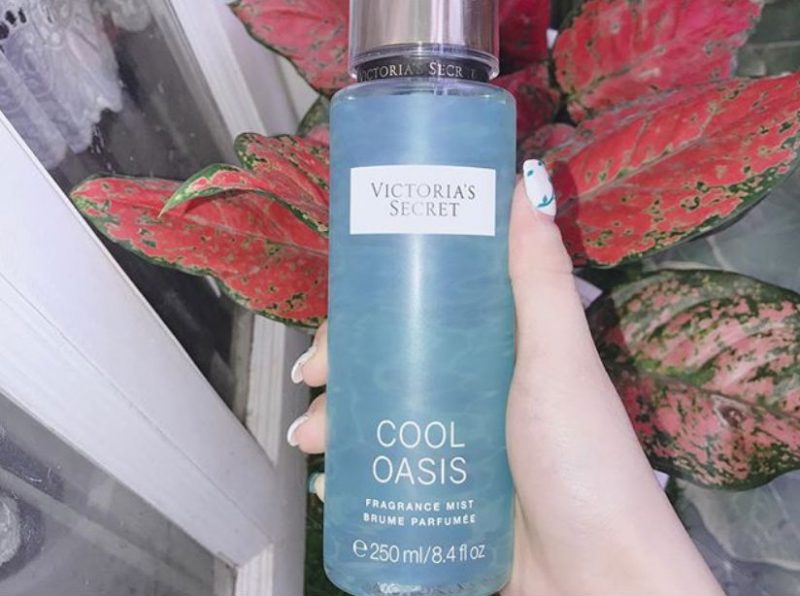 VICTORIA'S SECRET
VICTORIA'S
SECRET
COOL
OASIS
FRAGRANCE MIST
BRUME PARFUMÉE
℮ 250 ml/8.4 fl oz